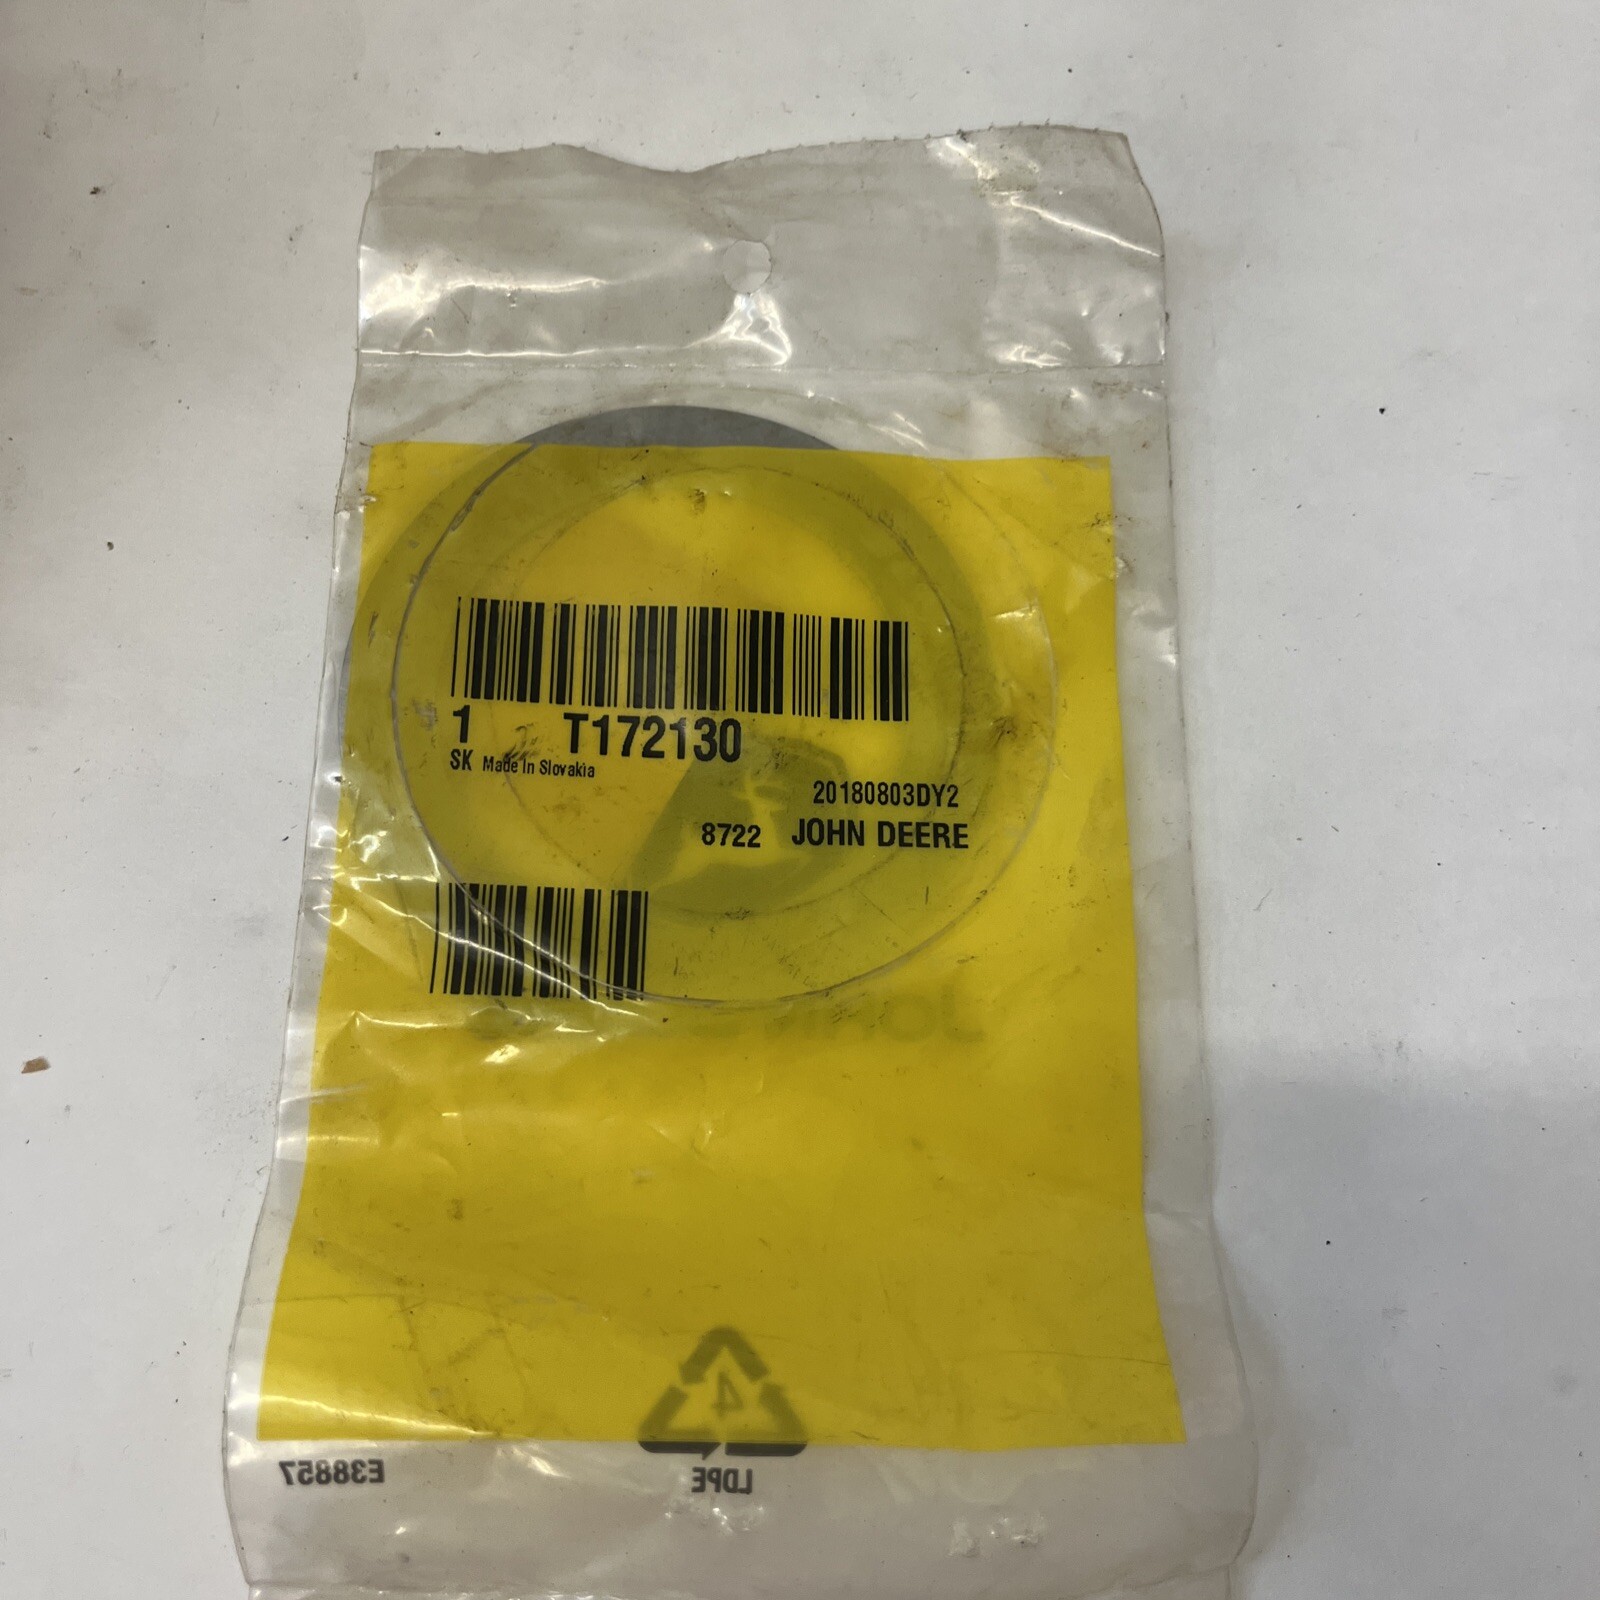 1 T172130
SK Made In Slovakia
20180803DY2
8722 JOHN DEERE
4
LDPE
E38857